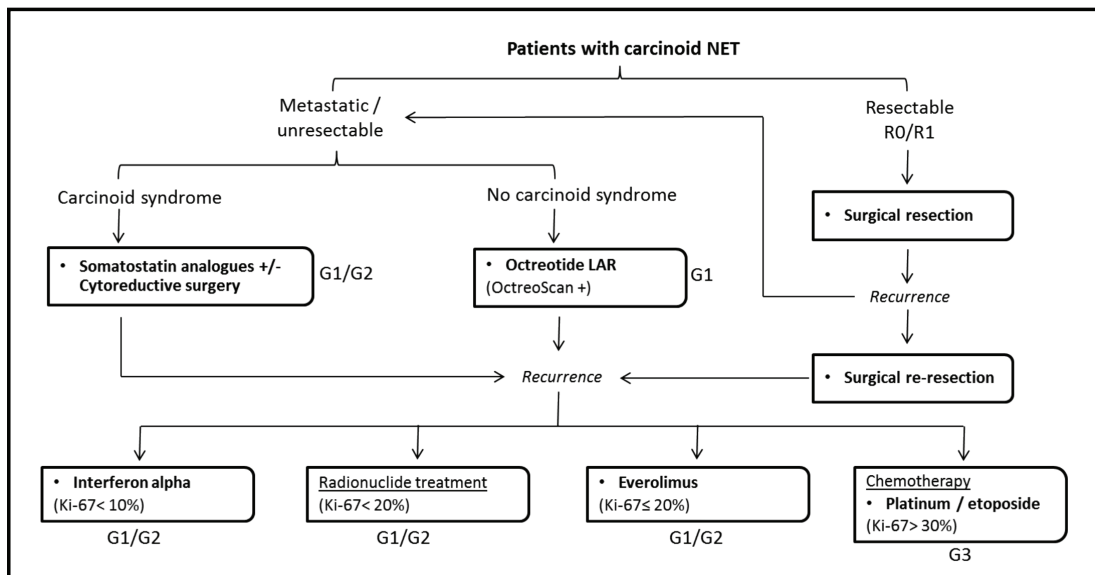 Patients with carcinoid NET
Metastatic /
unresectable
Resectable
R0/R1
Carcinoid syndrome
No carcinoid syndrome
• Surgical resection
• Somatostatin analogues +/-
Cytoreductive surgery
G1/G2
• Octreotide LAR
(OctreoScan +)
G1
Recurrence
Recurrence
• Surgical re-resection
• Interferon alpha
(Ki-67< 10%)
G1/G2
Radionuclide treatment
(Ki-67< 20%)
G1/G2
• Everolimus
(Ki-67≤ 20%)
G1/G2
Chemotherapy
• Platinum / etoposide
(Ki-67> 30%)
G3